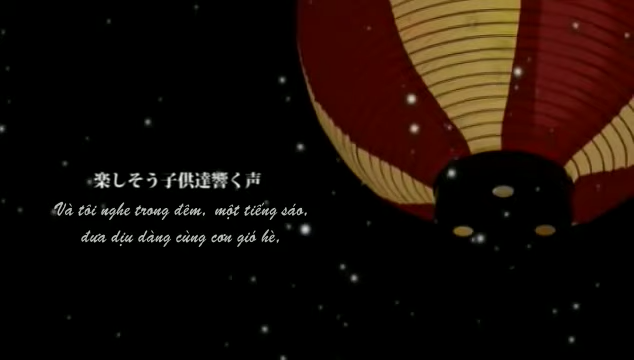 楽しそう子供達響く声
Và tôi nghe trong đêm, một tiếng sáo,
đưa dịu dàng cùng cơn gió hè,